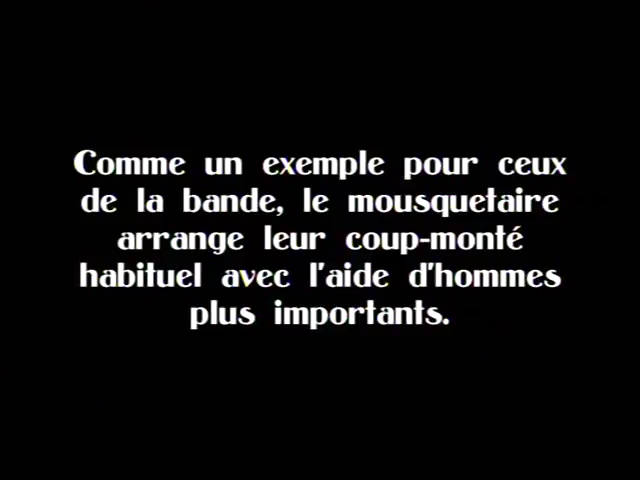 Comme un exemple pour ceux
de la bande, le mousquetaire
arrange leur coup-monté
habituel avec l'aide d'hommes
plus importants.